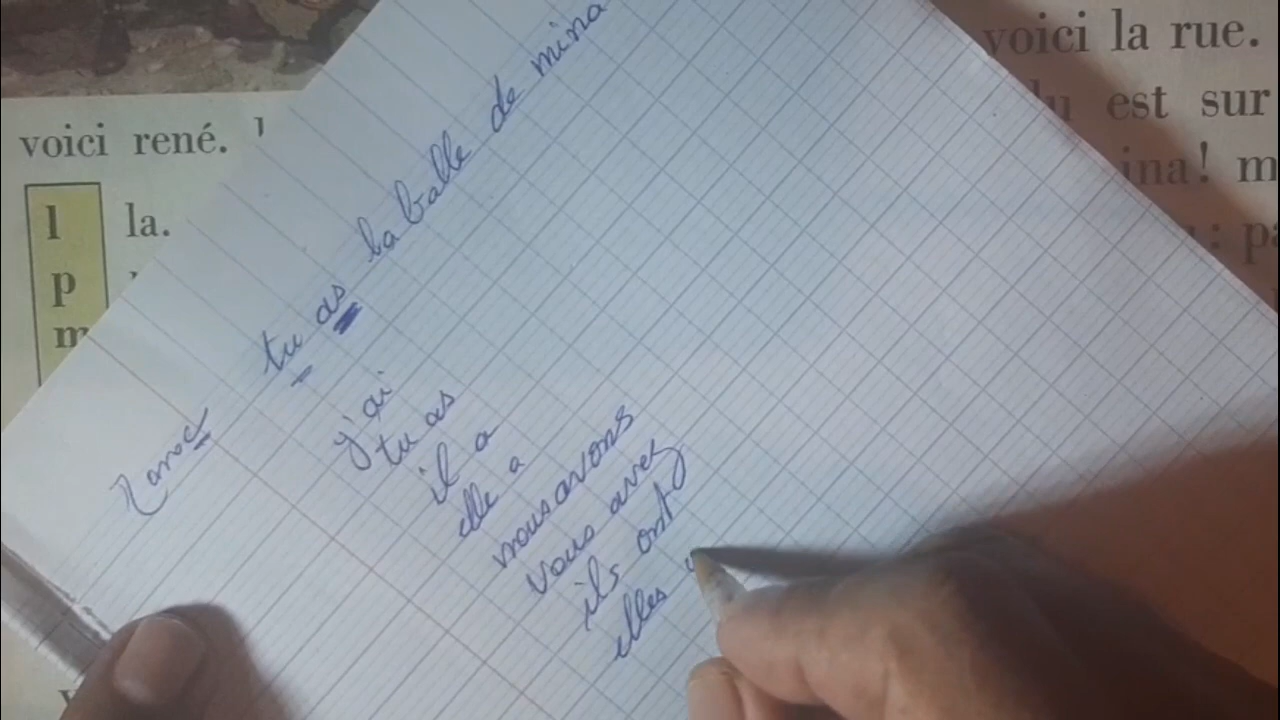 voici rené.
l la.
p
m
voici la rue.
est sur
ina! m
: pa
tu as la balle de mina
j'ai
tu as
il a
elle a
nous avons
vous avez
ils ont
elles